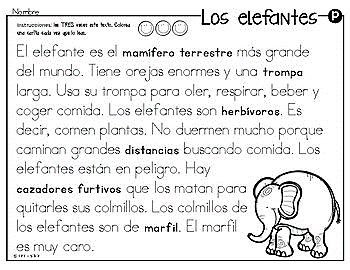 Nombre
Los elefantes
P
Instrucciones: lee TRES veces este texto. Colorea
una carita cada vez que lo leas.
El elefante es el mamífero terrestre más grande
del mundo. Tiene orejas enormes y una trompa
larga. Usa su trompa para oler, respirar, beber y
coger comida. Los elefantes son herbívoros. Es
decir, comen plantas. No duermen mucho porque
caminan grandes distancias buscando comida. Los
elefantes están en peligro. Hay
cazadores furtivos que los matan para
quitarles sus colmillos. Los colmillos de
los elefantes son de marfil. El marfil
es muy caro.